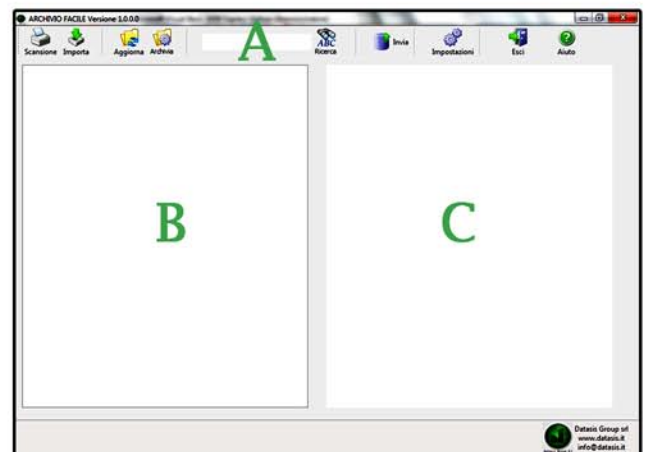 ARCHIVIO FACILE Versione 1.0.0.0
A
Scansione Importa Aggiorna Archivia Ricerca Invia Impostazioni Esci Aiuto
B C
Datasis Group srl
www.datasis.it
info@datasis.it